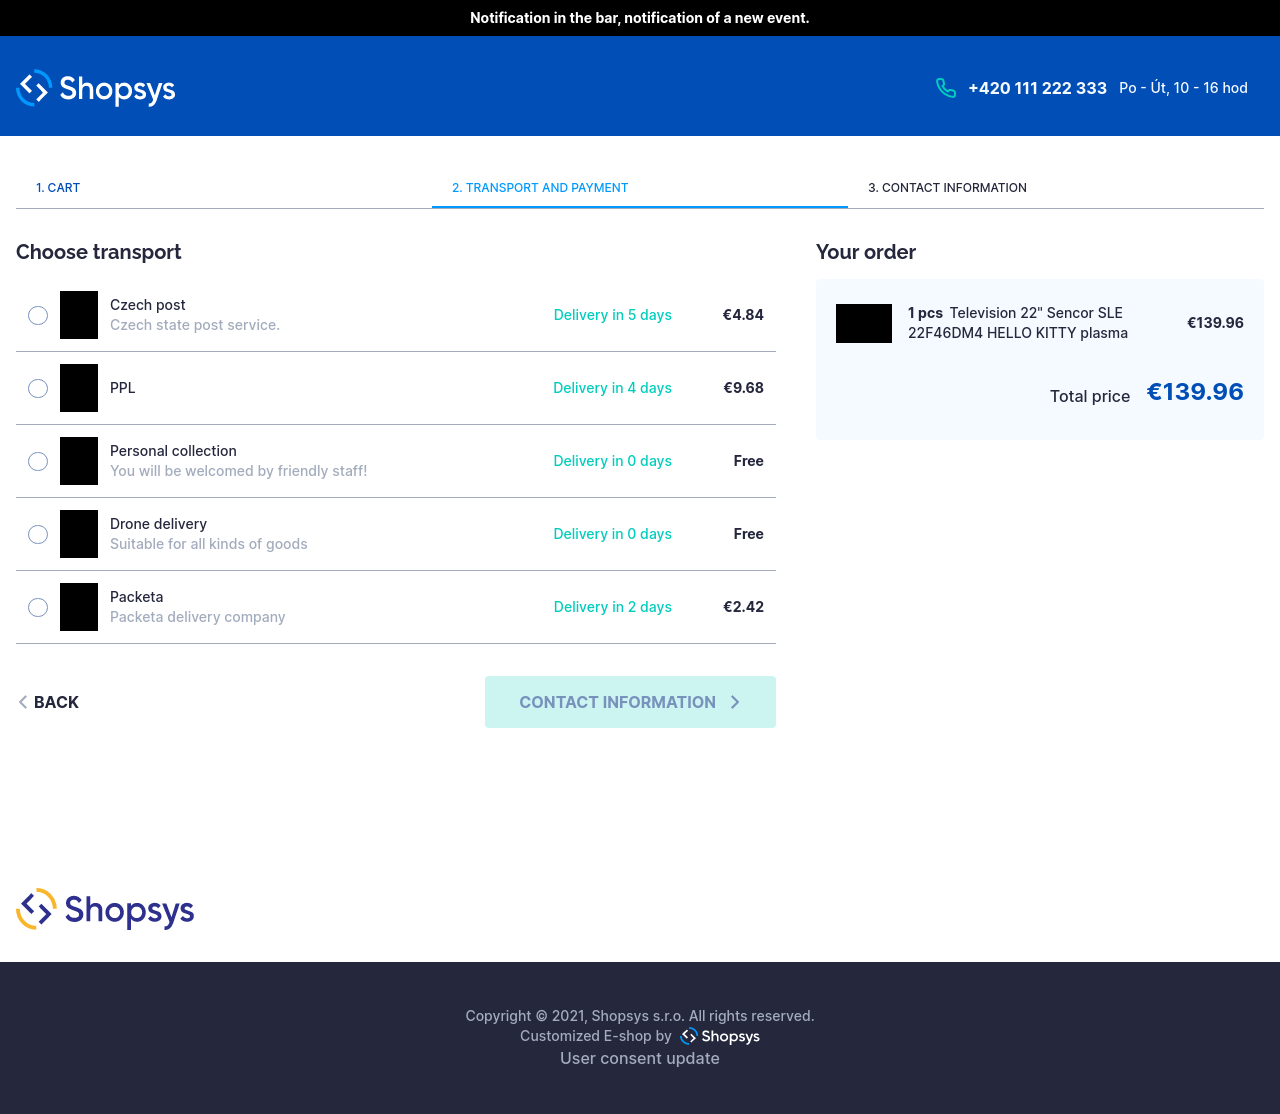 Notification in the bar, notification of a new event.
Shopsys
+420 111 222 333 Po - Út, 10 - 16 hod
1. CART
2. TRANSPORT AND PAYMENT
3. CONTACT INFORMATION
Choose transport
Czech post
Czech state post service.
Delivery in 5 days
€4.84
PPL
Delivery in 4 days
€9.68
Personal collection
You will be welcomed by friendly staff!
Delivery in 0 days
Free
Drone delivery
Suitable for all kinds of goods
Delivery in 0 days
Free
Packeta
Packeta delivery company
Delivery in 2 days
€2.42
BACK
CONTACT INFORMATION
Your order
1 pcs Television 22" Sencor SLE
22F46DM4 HELLO KITTY plasma
€139.96
Total price €139.96
Shopsys
Copyright © 2021, Shopsys s.r.o. All rights reserved.
Customized E-shop by Shopsys
User consent update